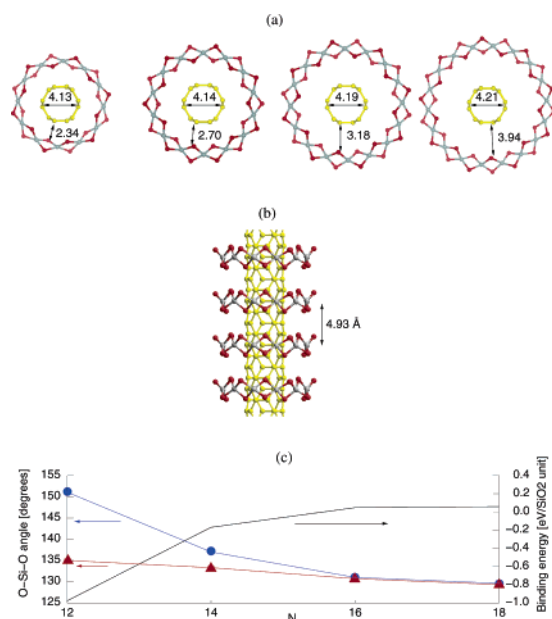 (a)
4.13 4.14 4.19 4.21
2.34 2.70 3.18 3.94
(b)
4.93 Å
(c)
O–Si–O angle [degrees]
155
150
145
140
135
130
125
0.4
0.2
0.0
−0.2
−0.4
−0.6
−0.8
−1.0
Binding energy [eV/SiO2 unit]
12 14 16 18
N